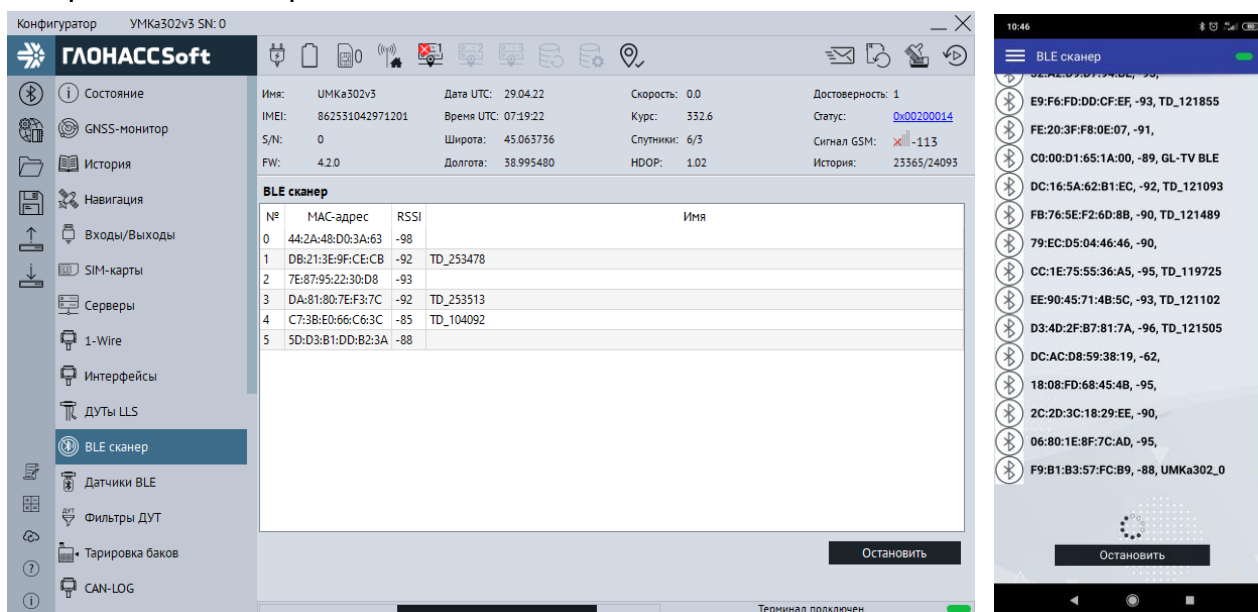 Конфигуратор УМКа302v3 SN: 0
ГЛОНАССSoft
Состояние
GNSS-монитор
История
Навигация
Входы/Выходы
SIM-карты
Серверы
1-Wire
Интерфейсы
ДУТы LLS
BLE сканер
Датчики BLE
Фильтры ДУТ
Тарировка баков
CAN-LOG
Имя: UMKa302v3 Дата UTC: 29.04.22 Скорость: 0.0 Достоверность: 1
IMEI: 862531042971201 Время UTC: 07:19:22 Курс: 332.6 Статус: 0x00200014
S/N: 0 Широта: 45.063736 Спутники: 6/3 Сигнал GSM: -113
FW: 4.2.0 Долгота: 38.995480 HDOP: 1.02 История: 23365/24093
BLE сканер
№ MAC-адрес RSSI Имя
0 44:2A:48:D0:3A:63 -98
1 DB:21:3E:9F:CE:CB -92 TD_253478
2 7E:87:95:22:30:D8 -93
3 DA:81:80:7E:F3:7C -92 TD_253513
4 C7:3B:E0:66:C6:3C -85 TD_104092
5 5D:D3:B1:DD:B2:3A -88
Остановить
Терминал подключен
10:46
BLE сканер
E9:F6:FD:DD:CF:EF, -93, TD_121855
FE:20:3F:F8:0E:07, -91,
C0:00:D1:65:1A:00, -89, GL-TV BLE
DC:16:5A:62:B1:EC, -92, TD_121093
FB:76:5E:F2:6D:8B, -90, TD_121489
79:EC:D5:04:46:46, -90,
CC:1E:75:55:36:A5, -95, TD_119725
EE:90:45:71:4B:5C, -93, TD_121102
D3:4D:2F:B7:81:7A, -96, TD_121505
DC:AC:D8:59:38:19, -62,
18:08:FD:68:45:4B, -95,
2C:2D:3C:18:29:EE, -90,
06:80:1E:8F:7C:AD, -95,
F9:B1:B3:57:FC:B9, -88, UMKa302_0
Остановить